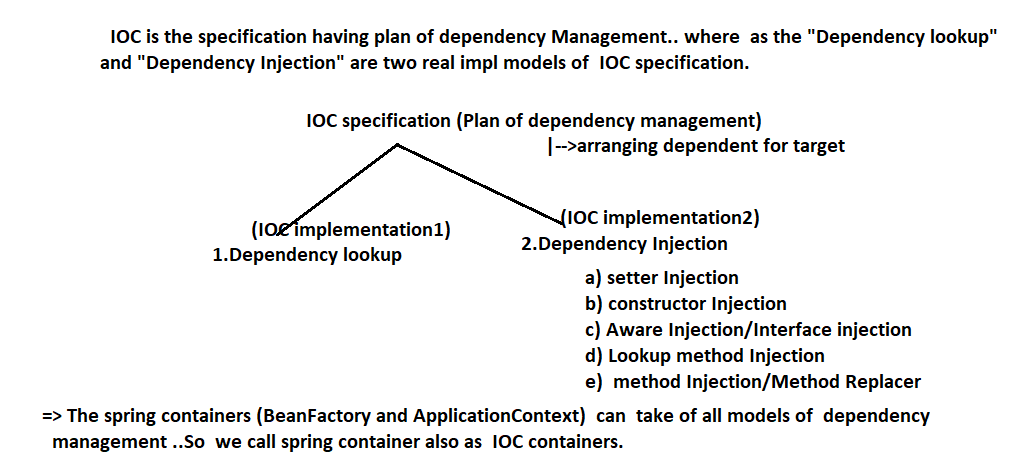 IOC is the specification having plan of dependency Management.. where as the "Dependency lookup"
and "Dependency Injection" are two real impl models of IOC specification.
IOC specification (Plan of dependency management)
|-->arranging dependent for target
(IOC implementation1)
1.Dependency lookup
(IOC implementation2)
2.Dependency Injection
a) setter Injection
b) constructor Injection
c) Aware Injection/Interface injection
d) Lookup method Injection
e) method Injection/Method Replacer
=> The spring containers (BeanFactory and ApplicationContext) can take of all models of dependency
management ..So we call spring container also as IOC containers.